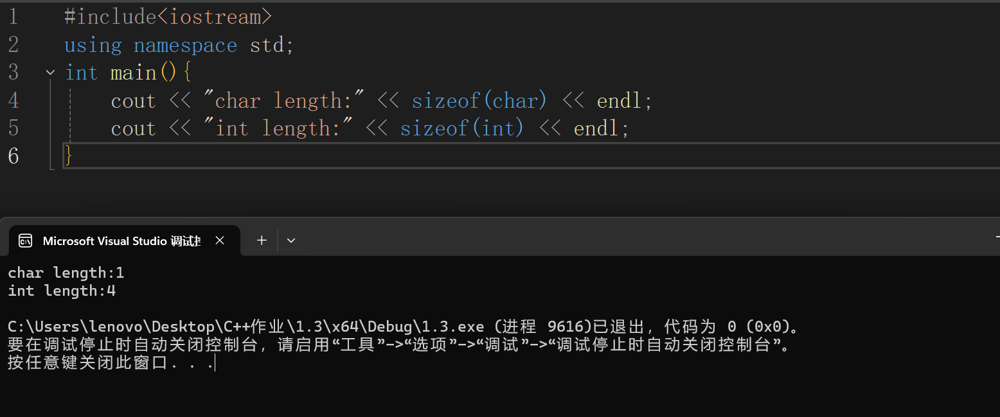 1 #include<iostream>
2 using namespace std;
3 int main(){
4 cout << "char length:" << sizeof(char) << endl;
5 cout << "int length:" << sizeof(int) << endl;
6 }
Microsoft Visual Studio 调试
char length:1
int length:4
C:\Users\lenovo\Desktop\C++作业\1.3\x64\Debug\1.3.exe (进程 9616)已退出，代码为 0 (0x0)。
要在调试停止时自动关闭控制台，请启用“工具”->“选项”->“调试”->“调试停止时自动关闭控制台”。
按任意键关闭此窗口. . .